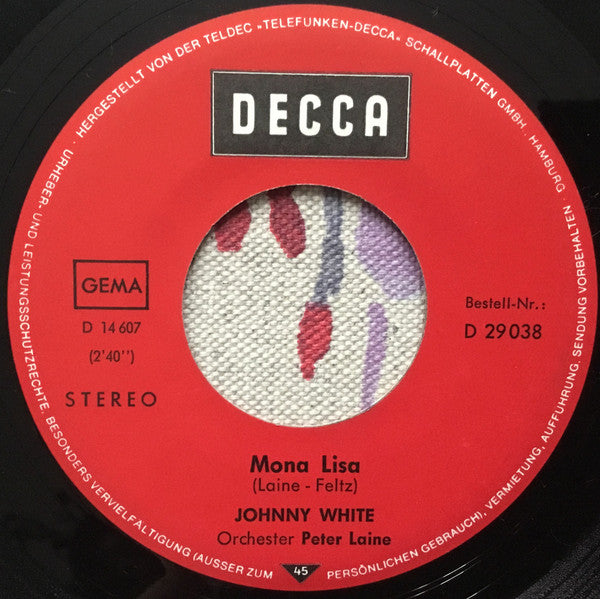 · HERGESTELLT VON DER TELDEC »TELEFUNKEN-DECCA« SCHALLPLATTEN GMBH., HAMBURG ·
URHEBER- UND LEISTUNGSSCHUTZRECHTE. BESONDERS VERVIELFÄLTIGUNG (AUSSER ZUM PERSÖNLICHEN GEBRAUCH), VERMIETUNG, AUFFÜHRUNG, SENDUNG VORBEHALTEN
DECCA
GEMA
D 14 607
(2'40'')
STEREO
Bestell-Nr.:
D 29 038
Mona Lisa
(Laine - Feltz)
JOHNNY WHITE
Orchester Peter Laine
45